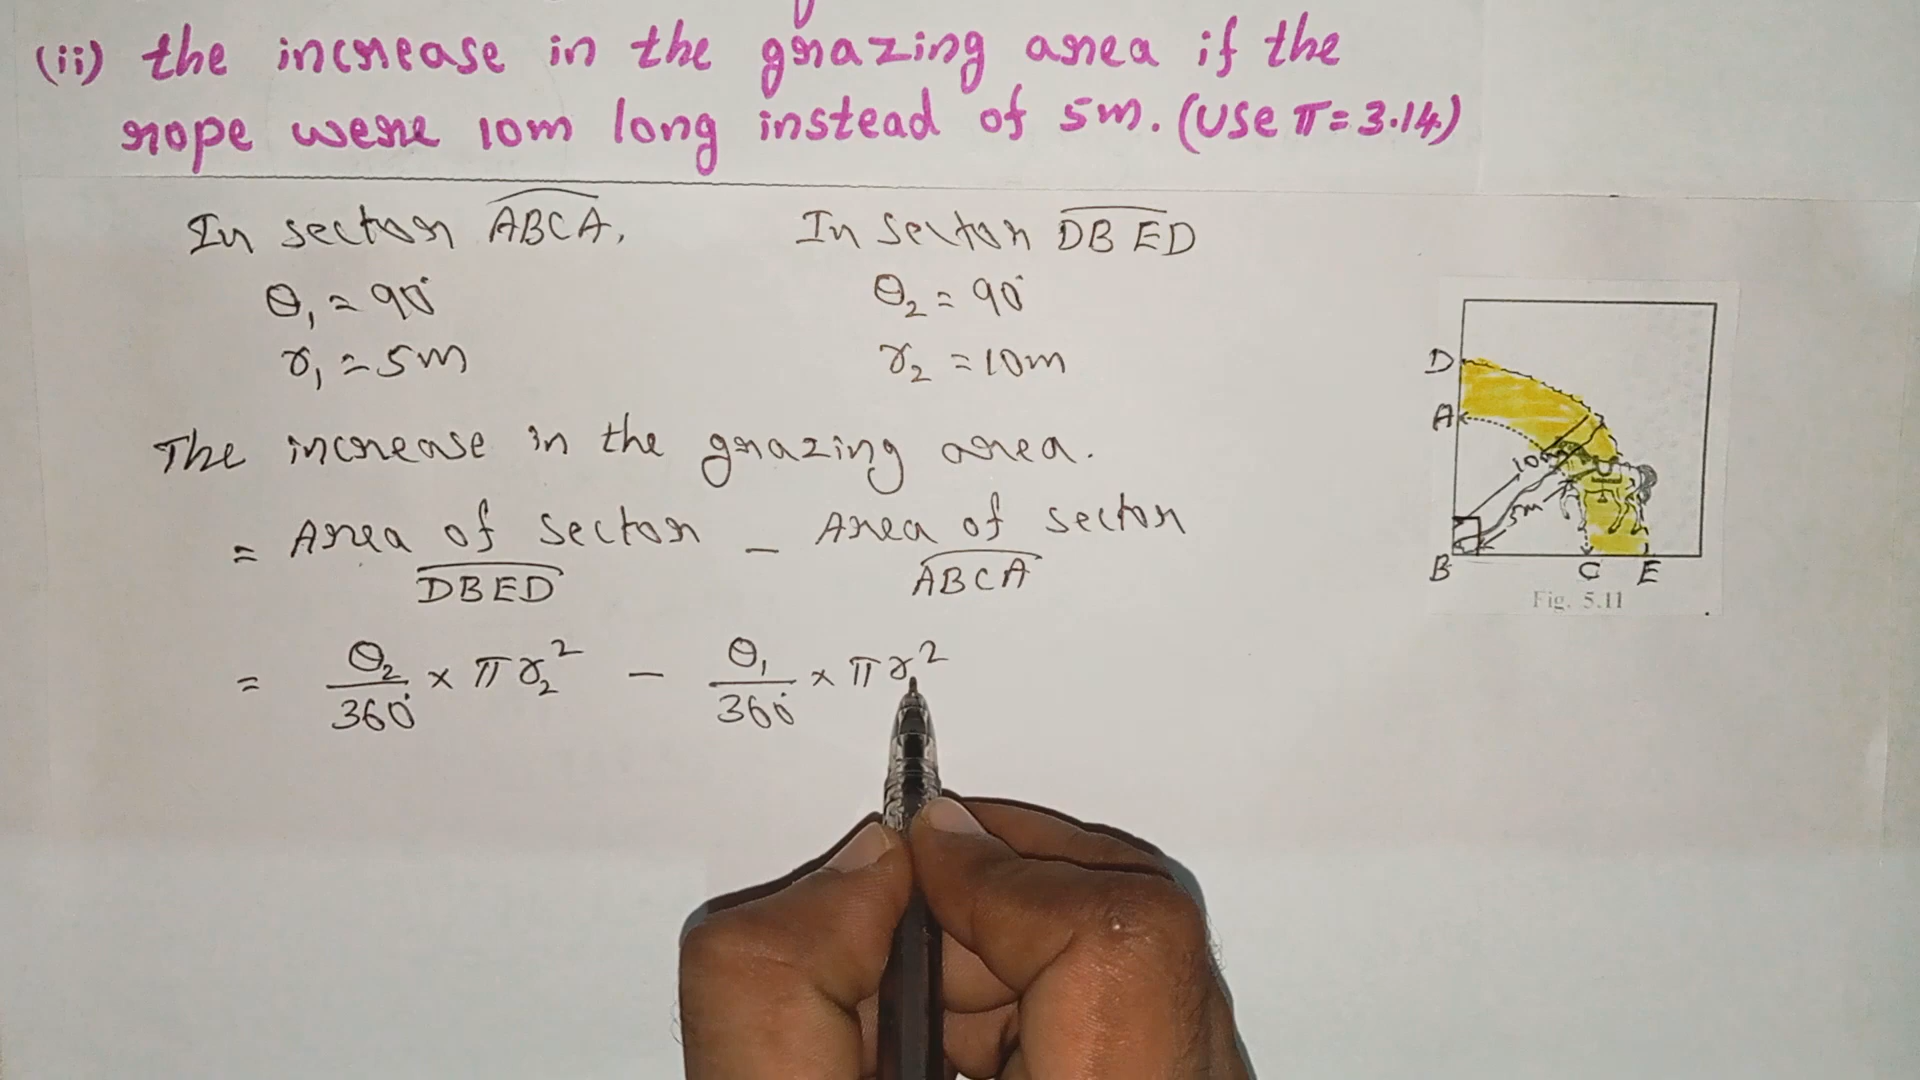 (ii) the increase in the grazing area if the
rope were 10m long instead of 5m. (Use π = 3.14)
In sector ABCA,
θ₁ = 90°
r₁ = 5m
In sector DBED
θ₂ = 90°
r₂ = 10m
The increase in the grazing area.
= Area of sector DBED − Area of sector ABCA
= θ₂/360° × πr₂² − θ₁/360° × πr²
D
A
10
5m
B C E
Fig. 5.11